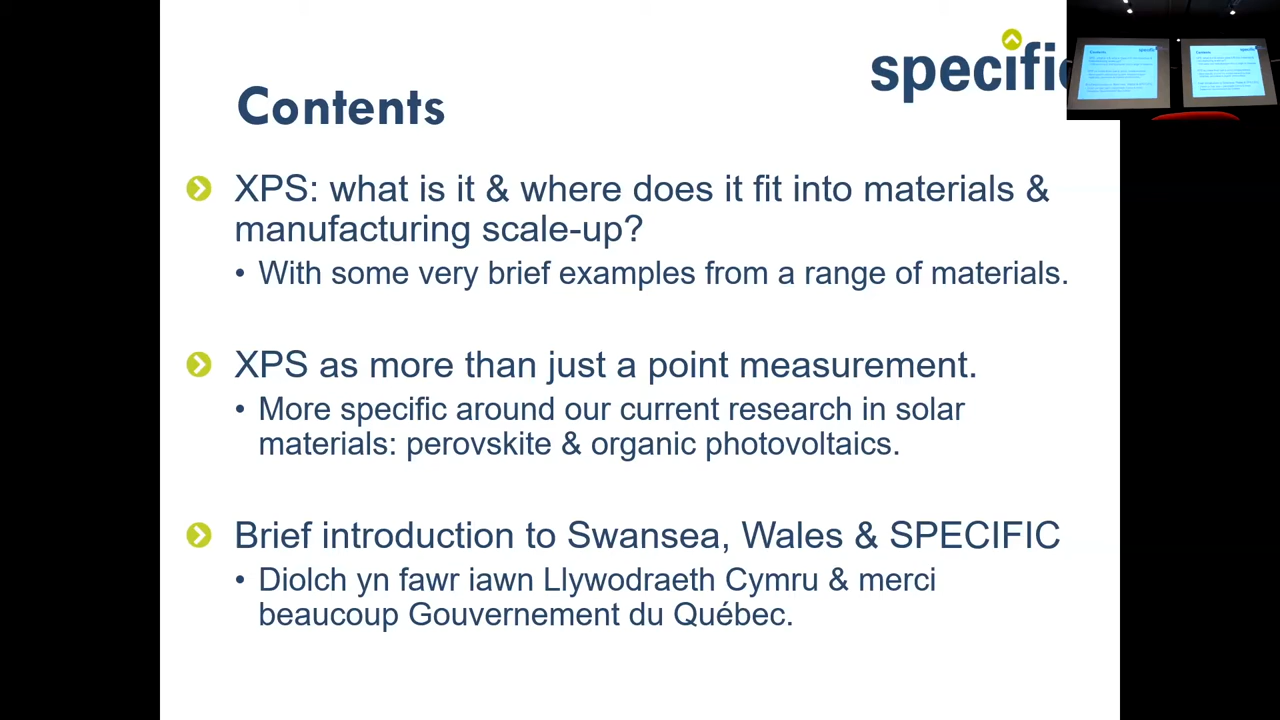 specific
Contents
XPS: what is it & where does it fit into materials &
manufacturing scale-up?
• With some very brief examples from a range of materials.
XPS as more than just a point measurement.
• More specific around our current research in solar
materials: perovskite & organic photovoltaics.
Brief introduction to Swansea, Wales & SPECIFIC
• Diolch yn fawr iawn Llywodraeth Cymru & merci
beaucoup Gouvernement du Québec.